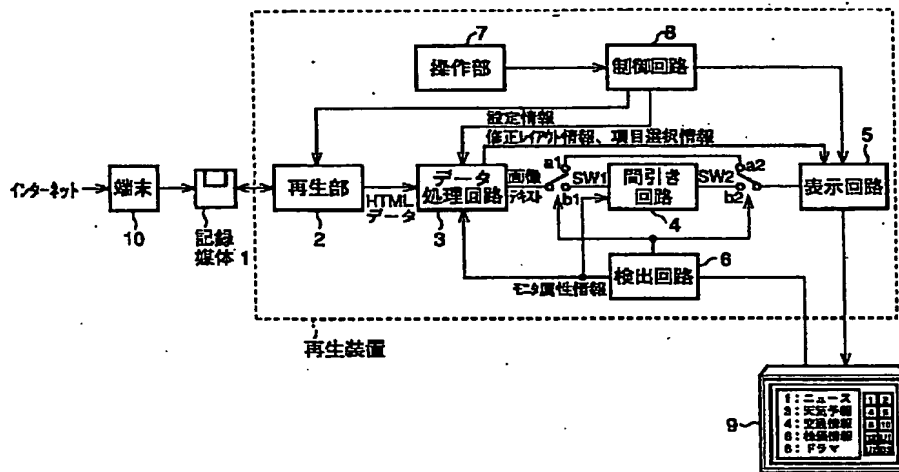 7
操作部
8
制御回路
設定情報
修正レイアウト情報、項目選択情報
5
インターネット
端末
10
記録
媒体 1
再生部
2
HTML
データ
データ
処理回路
3
画像
テキスト
a1
SW1
b1
間引き
回路
4
a2
SW2
b2
表示回路
モニタ属性情報
検出回路
6
再生装置
9
1:ニュース
3:天気予報
4:交通情報
6:株価情報
8:ドラマ
1 2
4 6
8 10